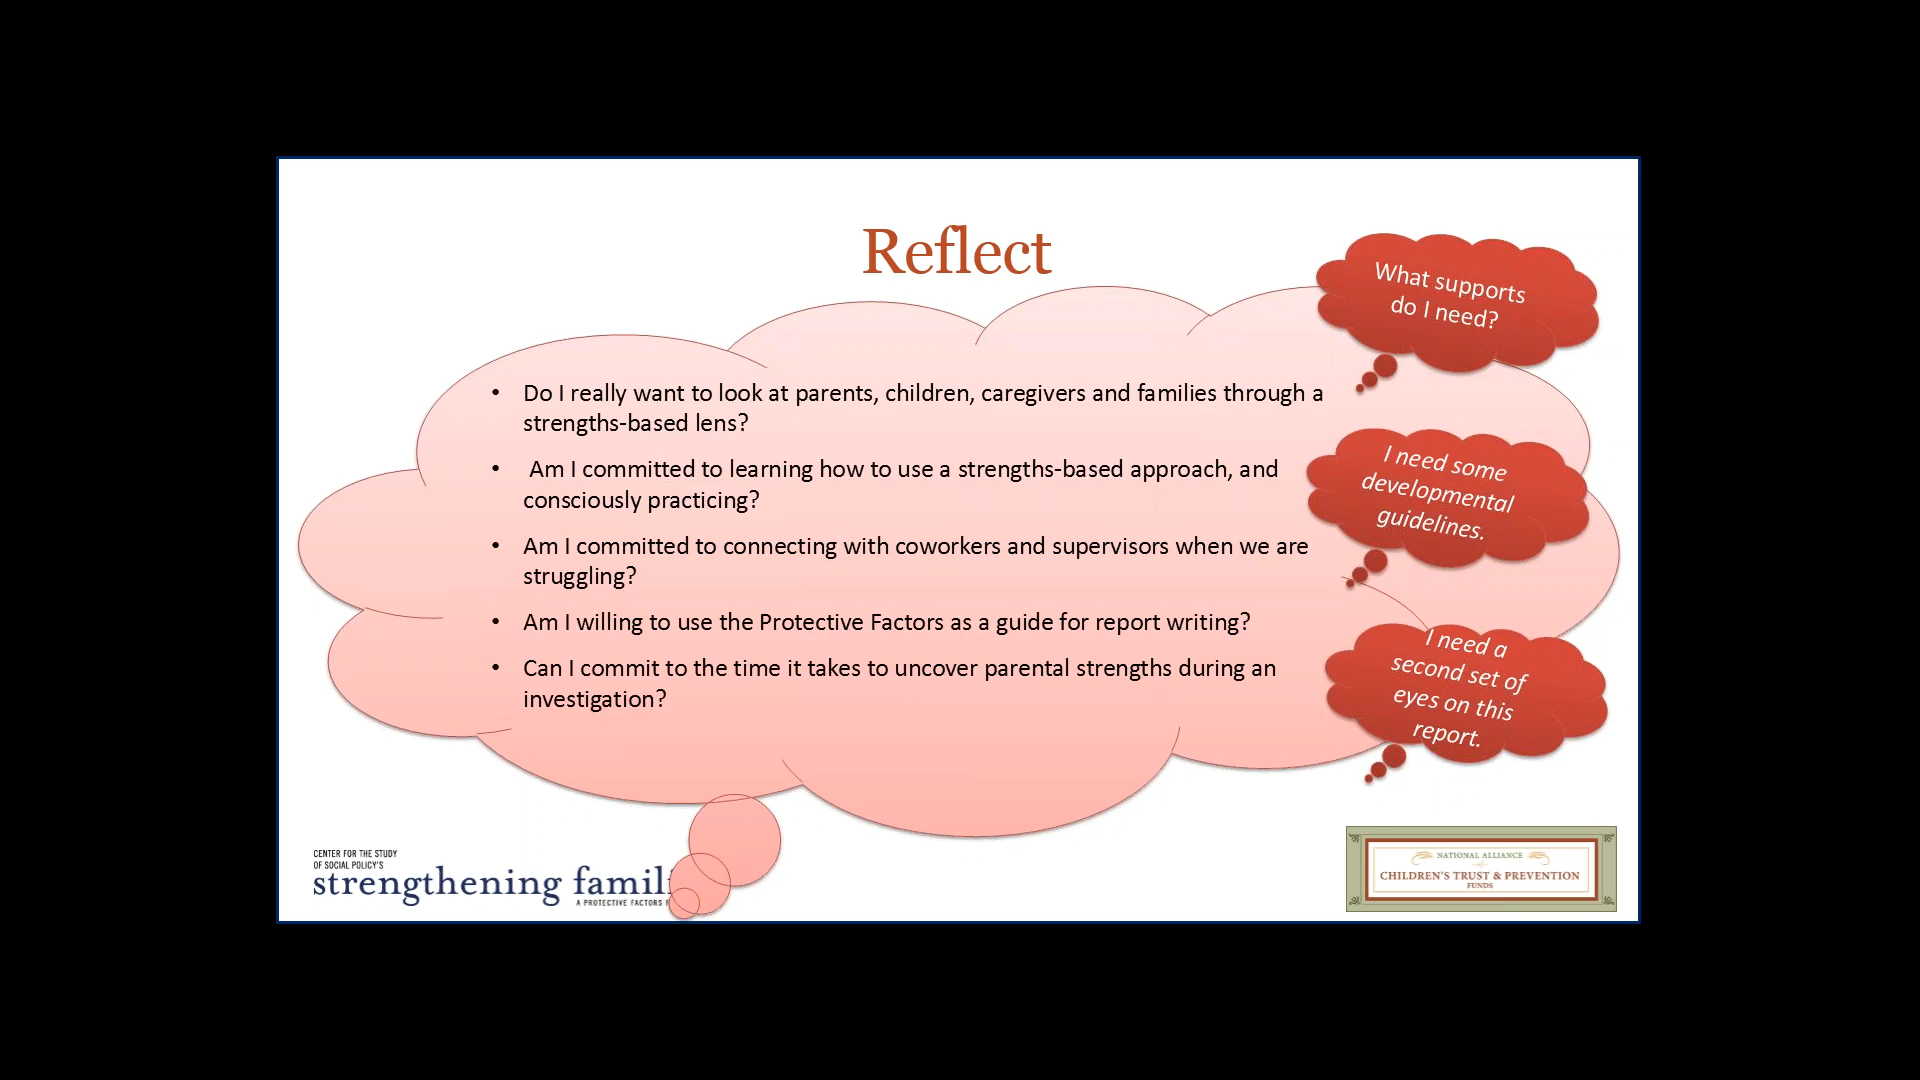 Reflect
What supports
do I need?
• Do I really want to look at parents, children, caregivers and families through a
strengths-based lens?
• Am I committed to learning how to use a strengths-based approach, and
consciously practicing?
• Am I committed to connecting with coworkers and supervisors when we are
struggling?
• Am I willing to use the Protective Factors as a guide for report writing?
• Can I commit to the time it takes to uncover parental strengths during an
investigation?
I need some
developmental
guidelines.
I need a
second set of
eyes on this
report.
CENTER FOR THE STUDY
OF SOCIAL POLICY'S
strengthening famil
A PROTECTIVE FACTORS
NATIONAL ALLIANCE
CHILDREN'S TRUST & PREVENTION
FUNDS